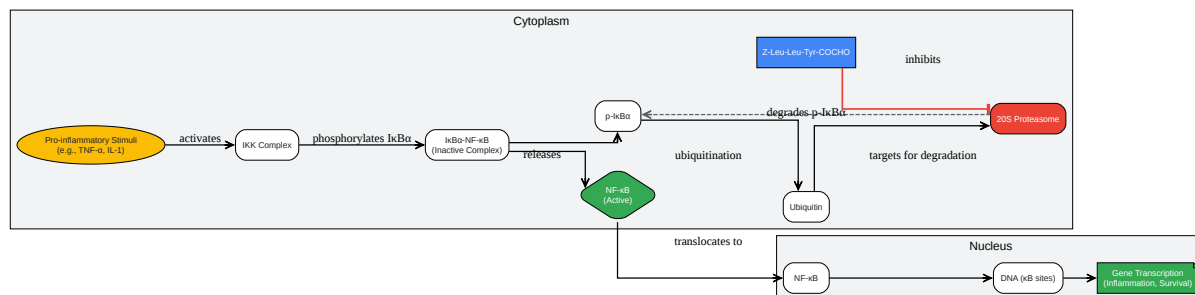 Cytoplasm
Z-Leu-Leu-Tyr-COCHO
inhibits
degrades p-IκBα
p-IκBα
20S Proteasome
Pro-inflammatory Stimuli
(e.g., TNF-α, IL-1)
activates
IKK Complex
phosphorylates IκBα
IκBα-NF-κB
(Inactive Complex)
releases
ubiquitination
targets for degradation
NF-κB
(Active)
Ubiquitin
translocates to
Nucleus
NF-κB
DNA (κB sites)
Gene Transcription
(Inflammation, Survival)